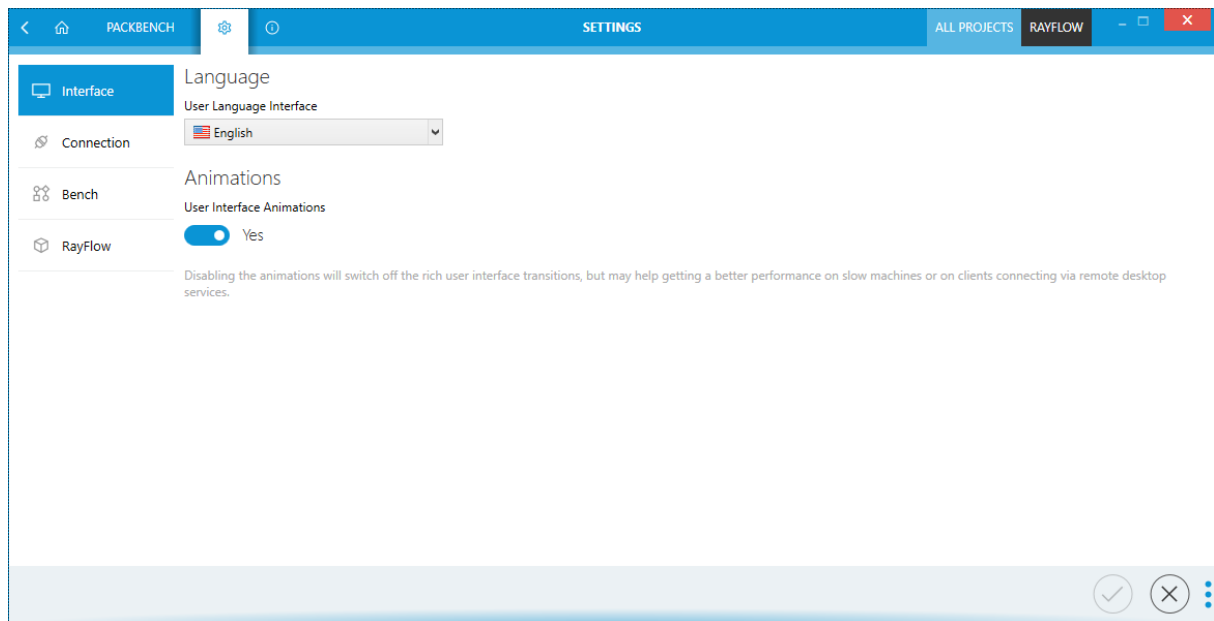 PACKBENCH
SETTINGS
ALL PROJECTS
RAYFLOW
Interface
Connection
Bench
RayFlow
Language
User Language Interface
English
Animations
User Interface Animations
Yes
Disabling the animations will switch off the rich user interface transitions, but may help getting a better performance on slow machines or on clients connecting via remote desktop
services.